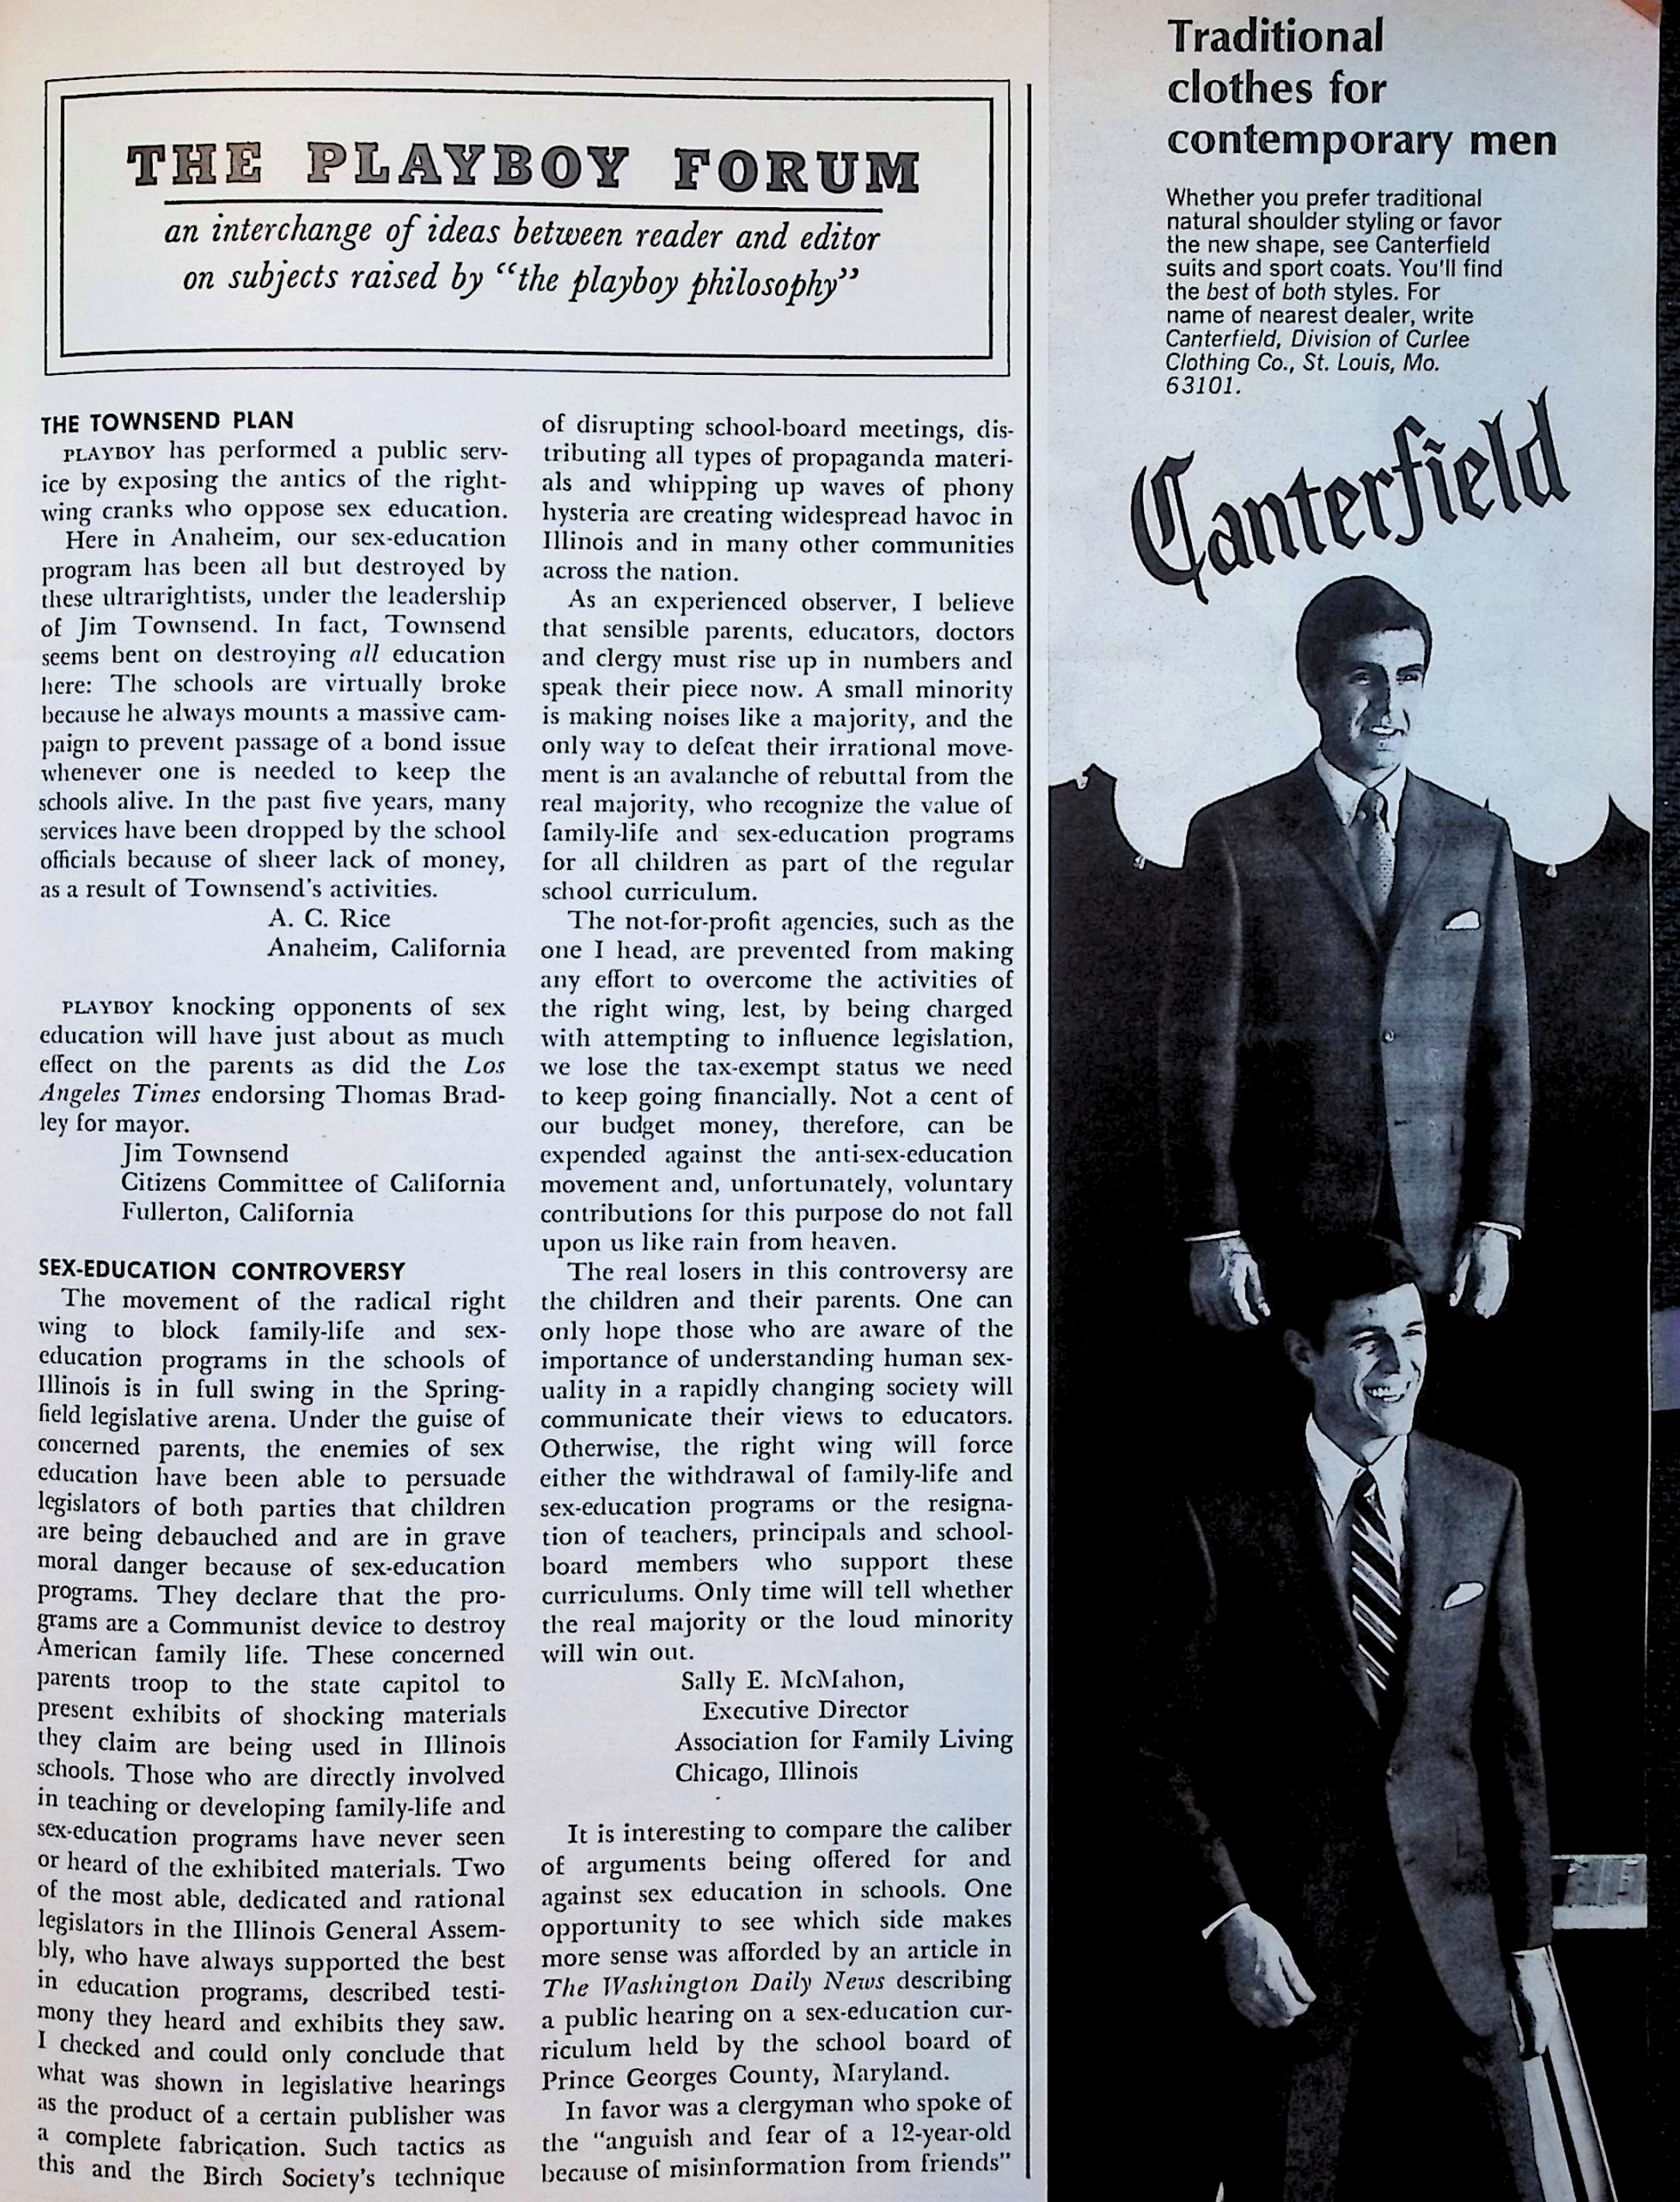 THE PLAYBOY FORUM
an interchange of ideas between reader and editor
on subjects raised by “the playboy philosophy”
THE TOWNSEND PLAN
PLAYBOY has performed a public serv-
ice by exposing the antics of the right-
wing cranks who oppose sex education.
Here in Anaheim, our sex-education
program has been all but destroyed by
these ultrarightists, under the leadership
of Jim Townsend. In fact, Townsend
seems bent on destroying all education
here: The schools are virtually broke
because he always mounts a massive cam-
paign to prevent passage of a bond issue
whenever one is needed to keep the
schools alive. In the past five years, many
services have been dropped by the school
officials because of sheer lack of money,
as a result of Townsend's activities.
A. C. Rice
Anaheim, California
PLAYBOY knocking opponents of sex
education will have just about as much
effect on the parents as did the Los
Angeles Times endorsing Thomas Brad-
ley for mayor.
Jim Townsend
Citizens Committee of California
Fullerton, California
SEX-EDUCATION CONTROVERSY
The movement of the radical right
wing to block family-life and sex-
education programs in the schools of
Illinois is in full swing in the Spring-
field legislative arena. Under the guise of
concerned parents, the enemies of sex
education have been able to persuade
legislators of both parties that children
are being debauched and are in grave
moral danger because of sex-education
programs. They declare that the pro-
grams are a Communist device to destroy
American family life. These concerned
parents troop to the state capitol to
present exhibits of shocking materials
they claim are being used in Illinois
schools. Those who are directly involved
in teaching or developing family-life and
sex-education programs have never seen
or heard of the exhibited materials. Two
of the most able, dedicated and rational
legislators in the Illinois General Assem-
bly, who have always supported the best
in education programs, described testi-
mony they heard and exhibits they saw.
I checked and could only conclude that
what was shown in legislative hearings
as the product of a certain publisher was
a complete fabrication. Such tactics as
this and the Birch Society's technique
of disrupting school-board meetings, dis-
tributing all types of propaganda materi-
als and whipping up waves of phony
hysteria are creating widespread havoc in
Illinois and in many other communities
across the nation.
As an experienced observer, I believe
that sensible parents, educators, doctors
and clergy must rise up in numbers and
speak their piece now. A small minority
is making noises like a majority, and the
only way to defeat their irrational move-
ment is an avalanche of rebuttal from the
real majority, who recognize the value of
family-life and sex-education programs
for all children as part of the regular
school curriculum.
The not-for-profit agencies, such as the
one I head, are prevented from making
any effort to overcome the activities of
the right wing, lest, by being charged
with attempting to influence legislation,
we lose the tax-exempt status we need
to keep going financially. Not a cent of
our budget money, therefore, can be
expended against the anti-sex-education
movement and, unfortunately, voluntary
contributions for this purpose do not fall
upon us like rain from heaven.
The real losers in this controversy are
the children and their parents. One can
only hope those who are aware of the
importance of understanding human sex-
uality in a rapidly changing society will
communicate their views to educators.
Otherwise, the right wing will force
either the withdrawal of family-life and
sex-education programs or the resigna-
tion of teachers, principals and school-
board members who support these
curriculums. Only time will tell whether
the real majority or the loud minority
will win out.
Sally E. McMahon,
Executive Director
Association for Family Living
Chicago, Illinois
It is interesting to compare the caliber
of arguments being offered for and
against sex education in schools. One
opportunity to see which side makes
more sense was afforded by an article in
The Washington Daily News describing
a public hearing on a sex-education cur-
riculum held by the school board of
Prince Georges County, Maryland.
In favor was a clergyman who spoke of
the “anguish and fear of a 12-year-old
because of misinformation from friends”
Traditional
clothes for
contemporary men
Whether you prefer traditional
natural shoulder styling or favor
the new shape, see Canterfield
suits and sport coats. You'll find
the best of both styles. For
name of nearest dealer, write
Canterfield, Division of Curlee
Clothing Co., St. Louis, Mo.
63101.
Canterfield